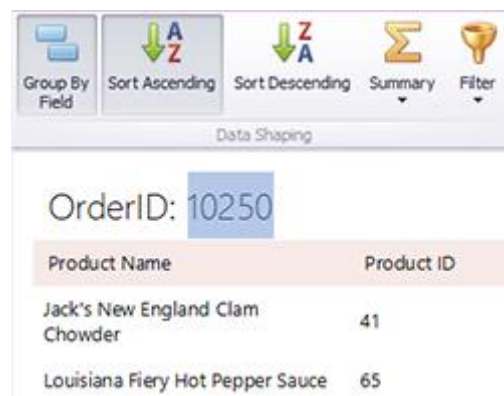 A
Z
Z
A
Group By
Field
Sort Ascending
Sort Descending
Summary
Filter
Data Shaping
OrderID: 10250
Product Name Product ID
Jack's New England Clam
Chowder
41
Louisiana Fiery Hot Pepper Sauce 65